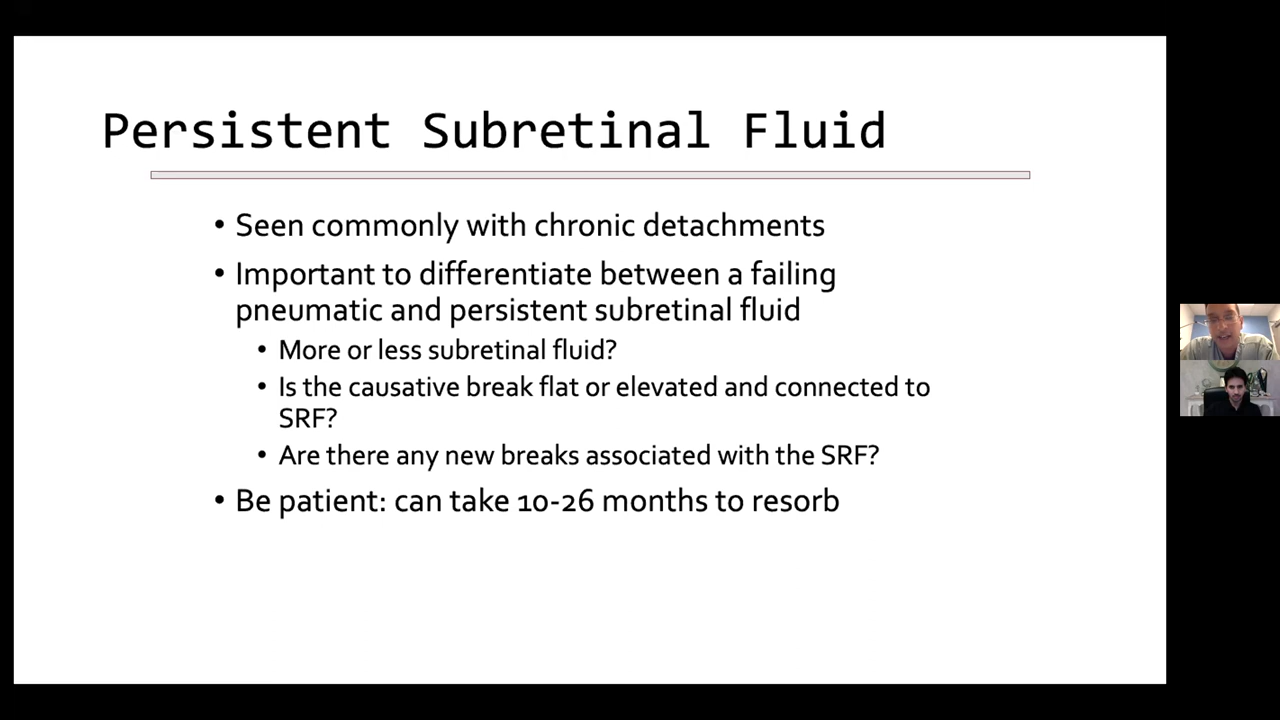 Persistent Subretinal Fluid
• Seen commonly with chronic detachments
• Important to differentiate between a failing
pneumatic and persistent subretinal fluid
• More or less subretinal fluid?
• Is the causative break flat or elevated and connected to
SRF?
• Are there any new breaks associated with the SRF?
• Be patient: can take 10-26 months to resorb